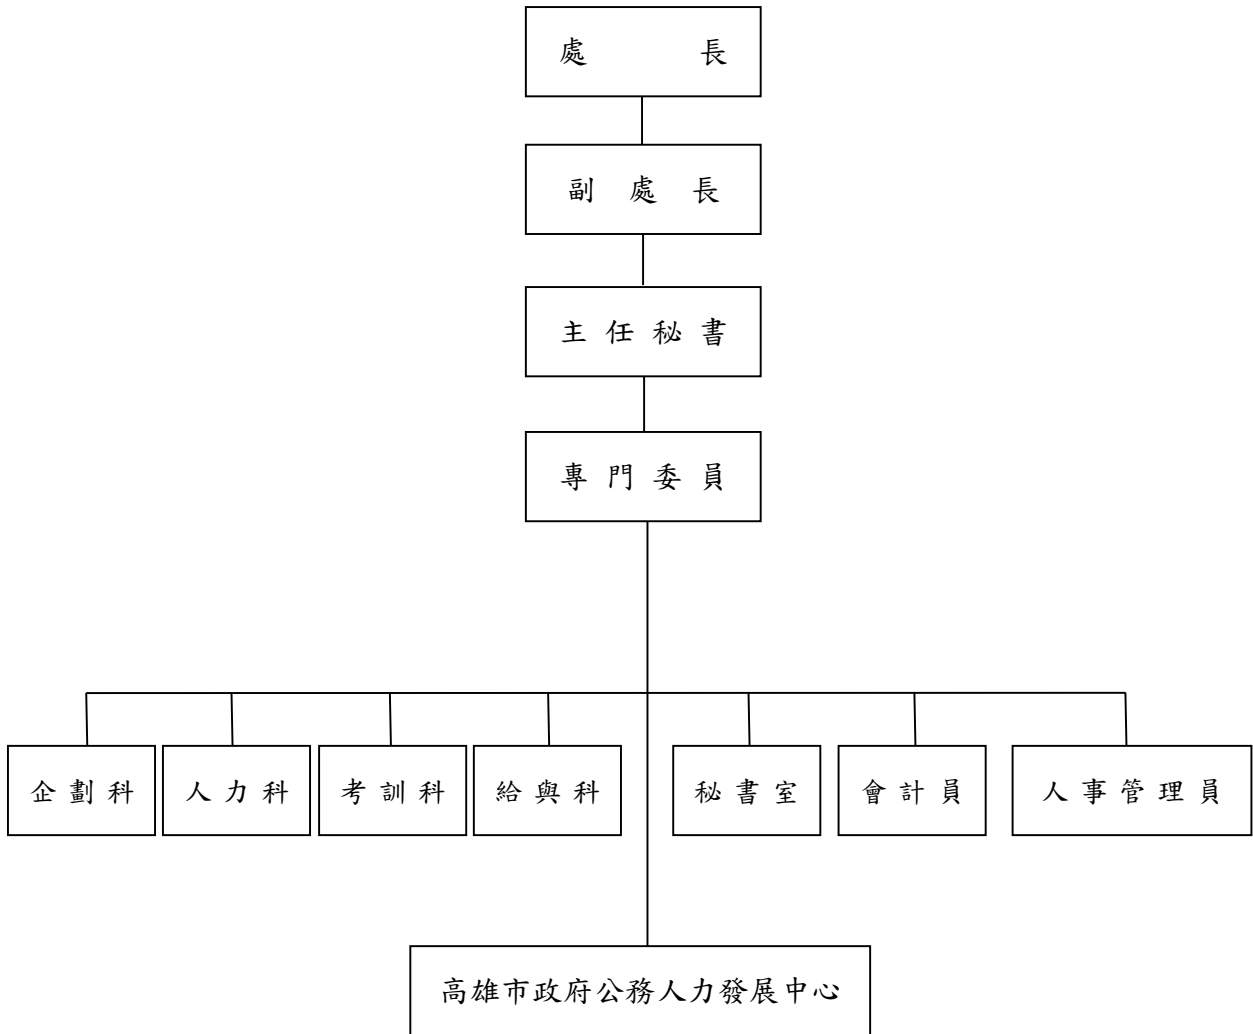 處長
副處長
主任秘書
專門委員
企劃科
人力科
考訓科
給與科
秘書室
會計員
人事管理員
高雄市政府公務人力發展中心